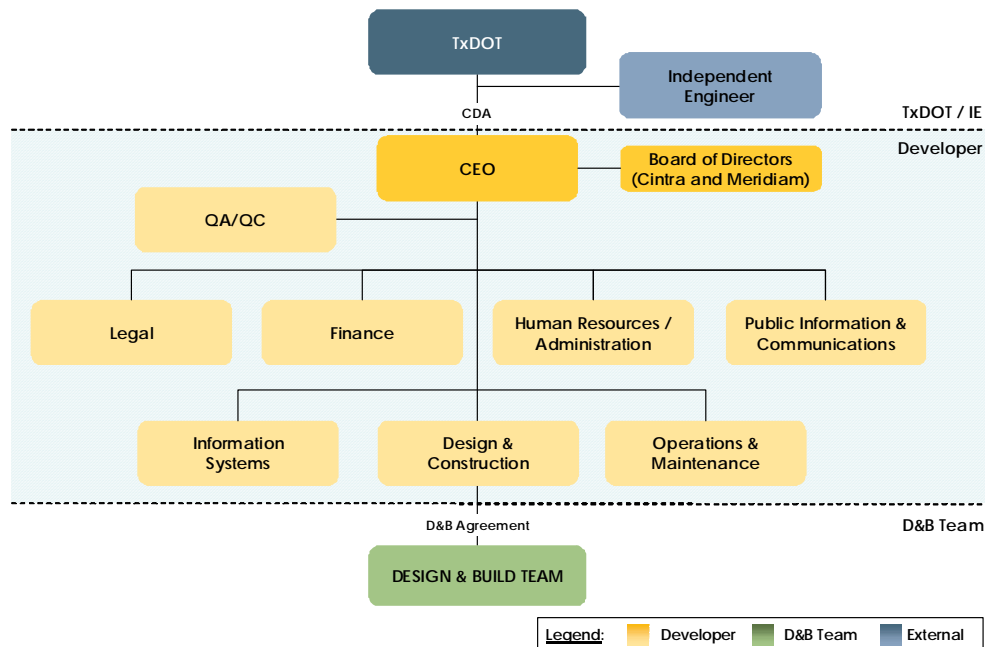 TxDOT
Independent
Engineer
CDA
TxDOT / IE
Developer
CEO
Board of Directors
(Cintra and Meridiam)
QA/QC
Legal
Finance
Human Resources /
Administration
Public Information &
Communications
Information
Systems
Design &
Construction
Operations &
Maintenance
D&B Agreement
D&B Team
DESIGN & BUILD TEAM
Legend: Developer D&B Team External